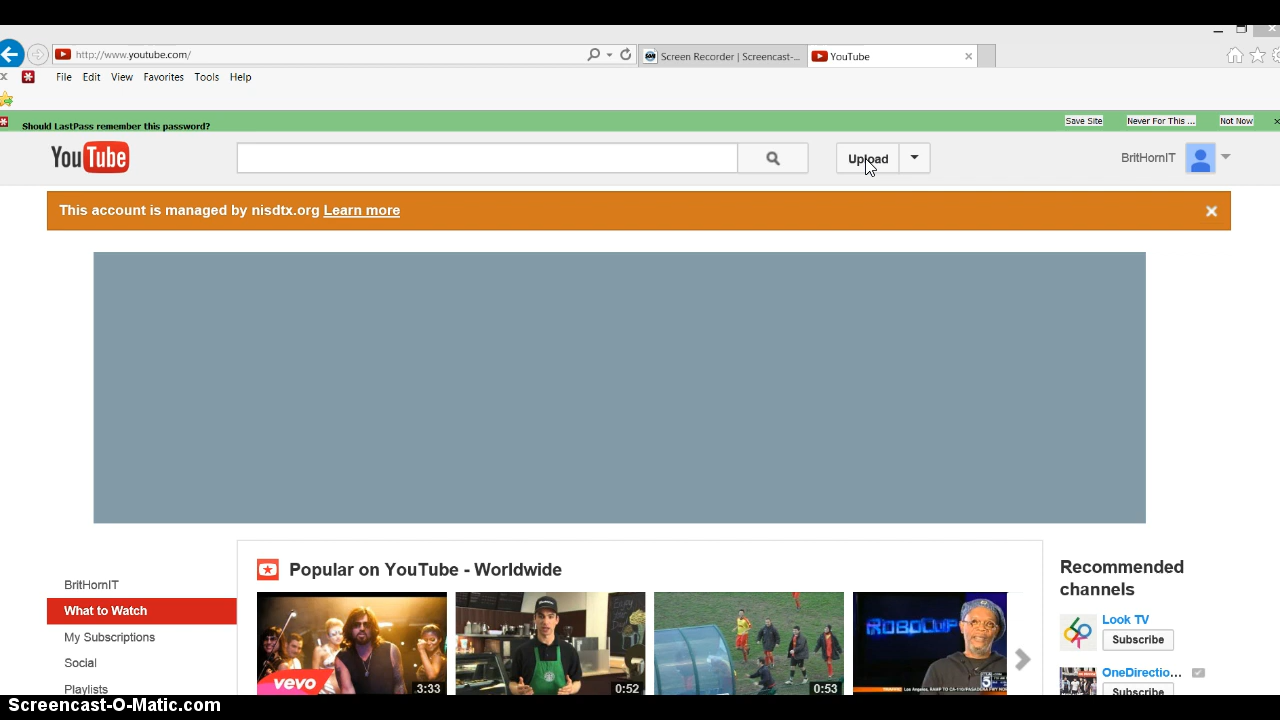 http://www.youtube.com/
Screen Recorder | Screencast-...
YouTube
File Edit View Favorites Tools Help
Should LastPass remember this password?
Save Site
Never For This ...
Not Now
YouTube
Upload
BritHornIT
This account is managed by nisdtx.org Learn more
BritHornIT
What to Watch
My Subscriptions
Social
Playlists
Popular on YouTube - Worldwide
vevo
3:33
0:52
0:53
ROBOCUP
Recommended
channels
Look TV
Subscribe
OneDirectio...
Subscribe
Screencast-O-Matic.com